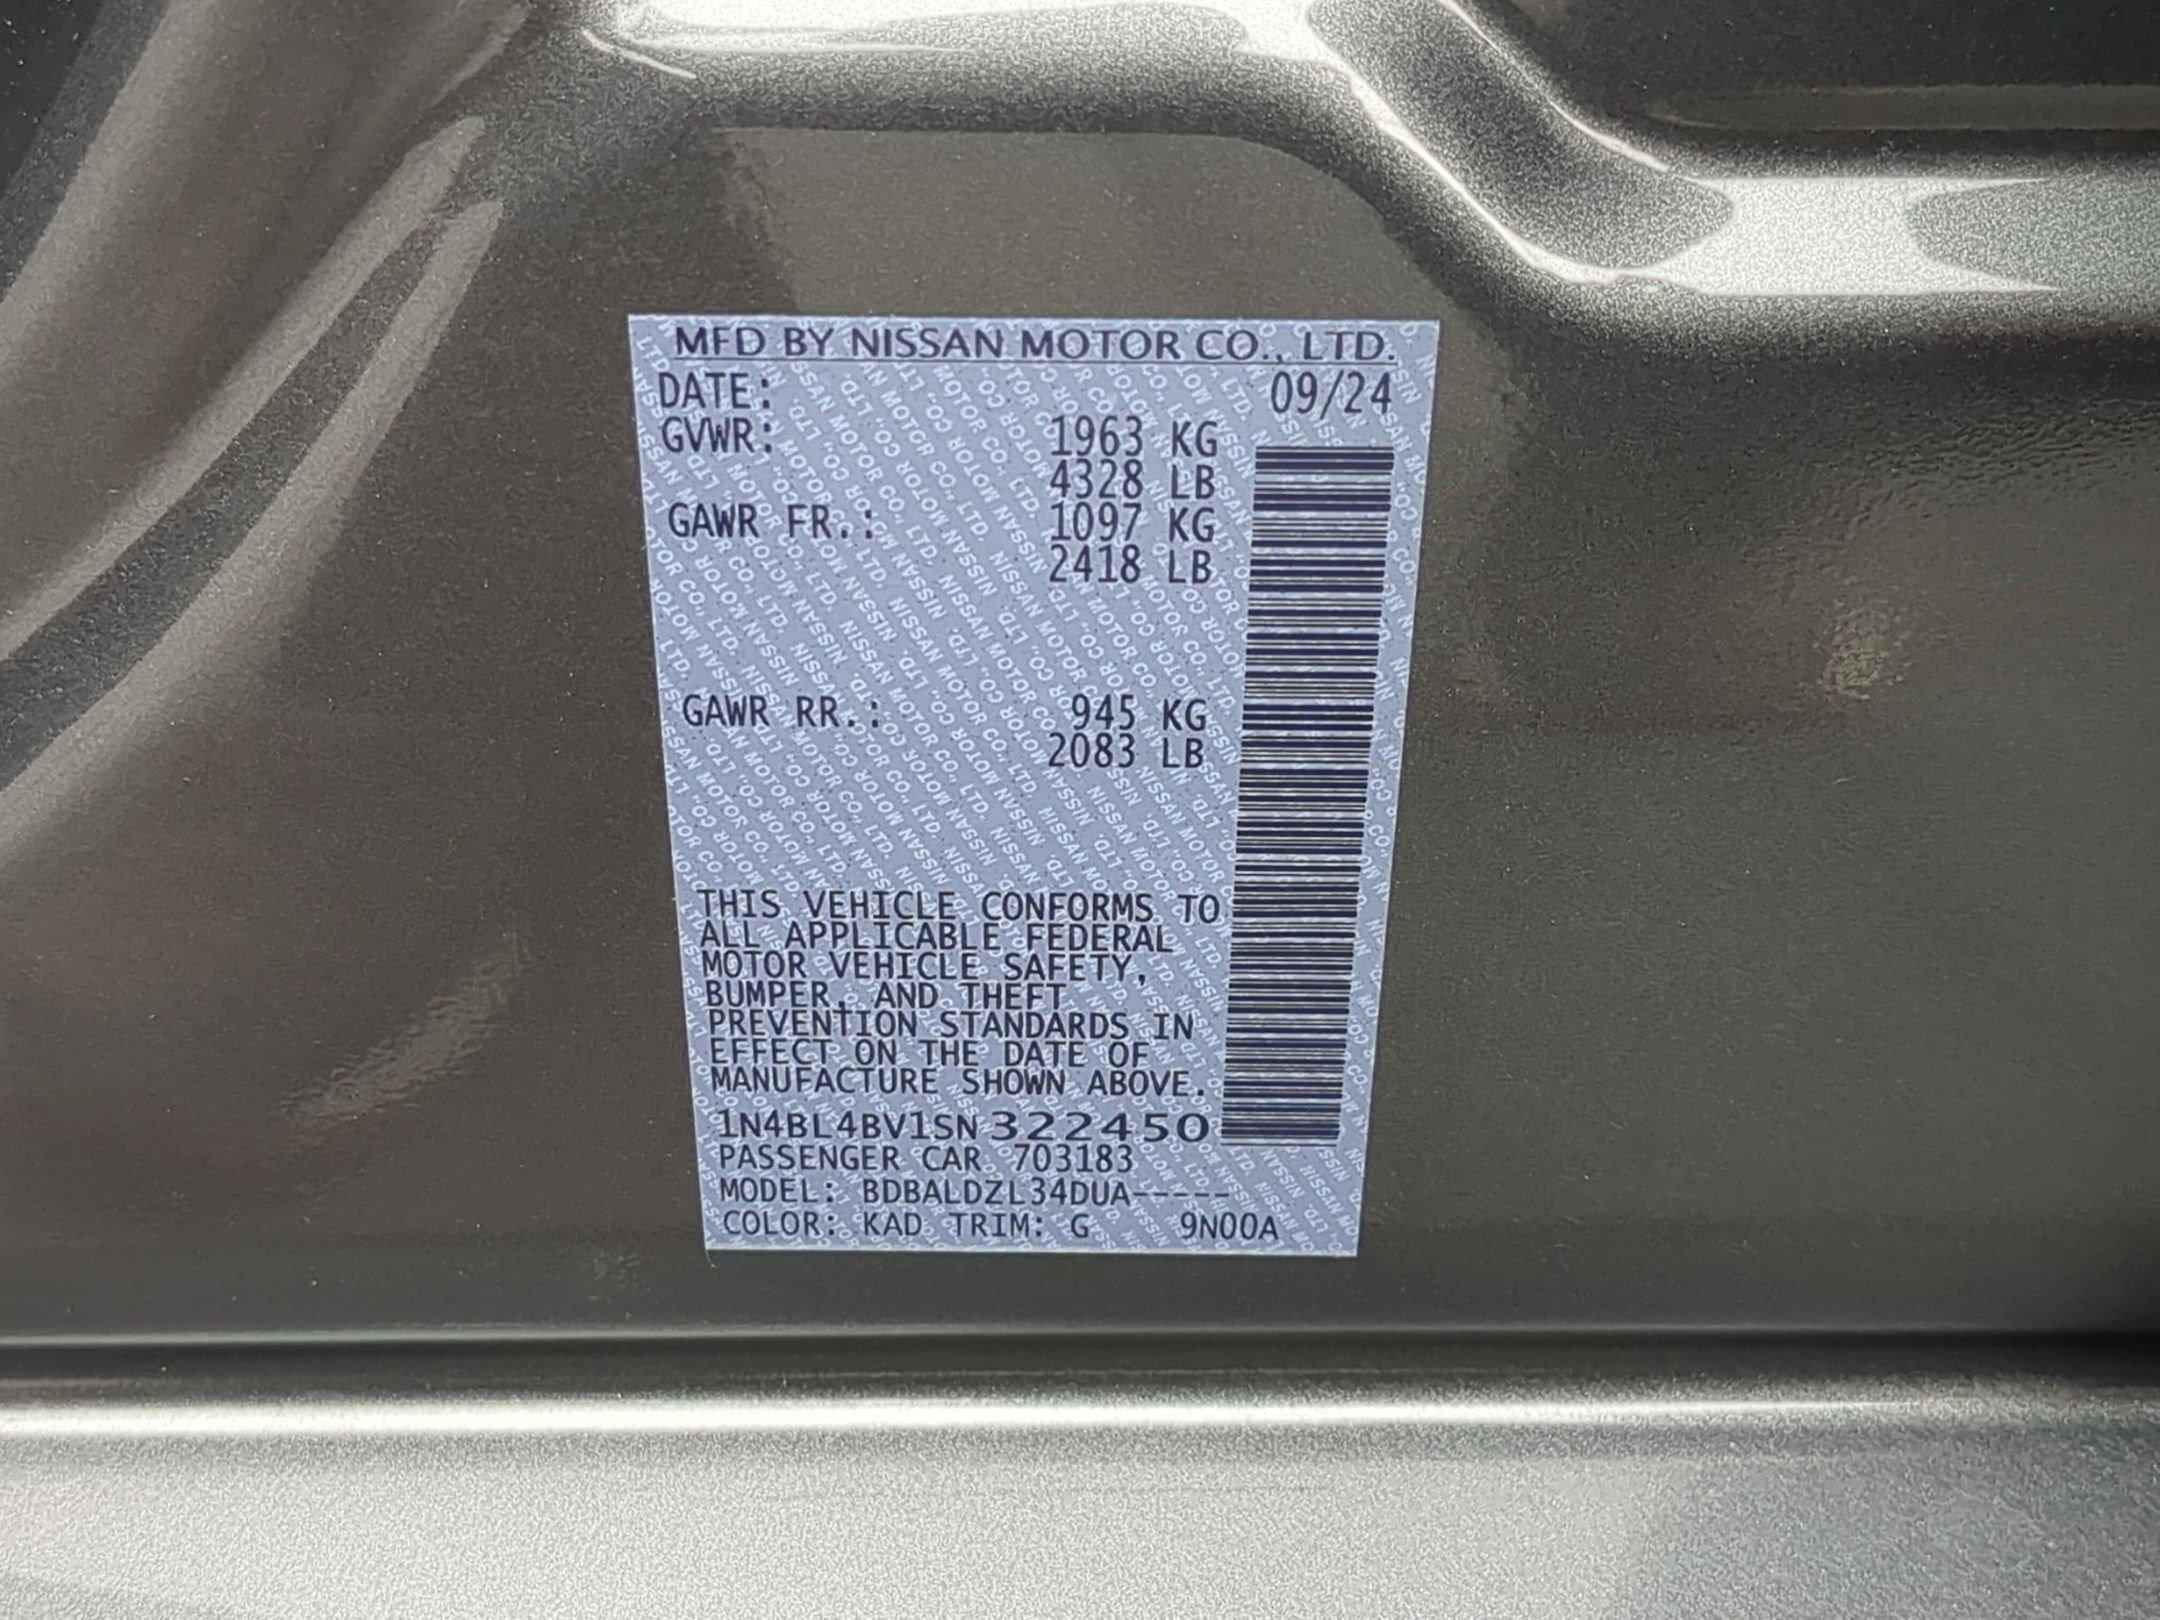 MFD BY NISSAN MOTOR CO., LTD.
DATE: 09/24
GVWR: 1963 KG
4328 LB
GAWR FR.: 1097 KG
2418 LB
GAWR RR.: 945 KG
2083 LB
THIS VEHICLE CONFORMS TO
ALL APPLICABLE FEDERAL
MOTOR VEHICLE SAFETY,
BUMPER, AND THEFT
PREVENTION STANDARDS IN
EFFECT ON THE DATE OF
MANUFACTURE SHOWN ABOVE.
1N4BL4BV1SN322450
PASSENGER CAR 703183
MODEL: BDBALDZL34DUA-----
COLOR: KAD TRIM: G 9N00A